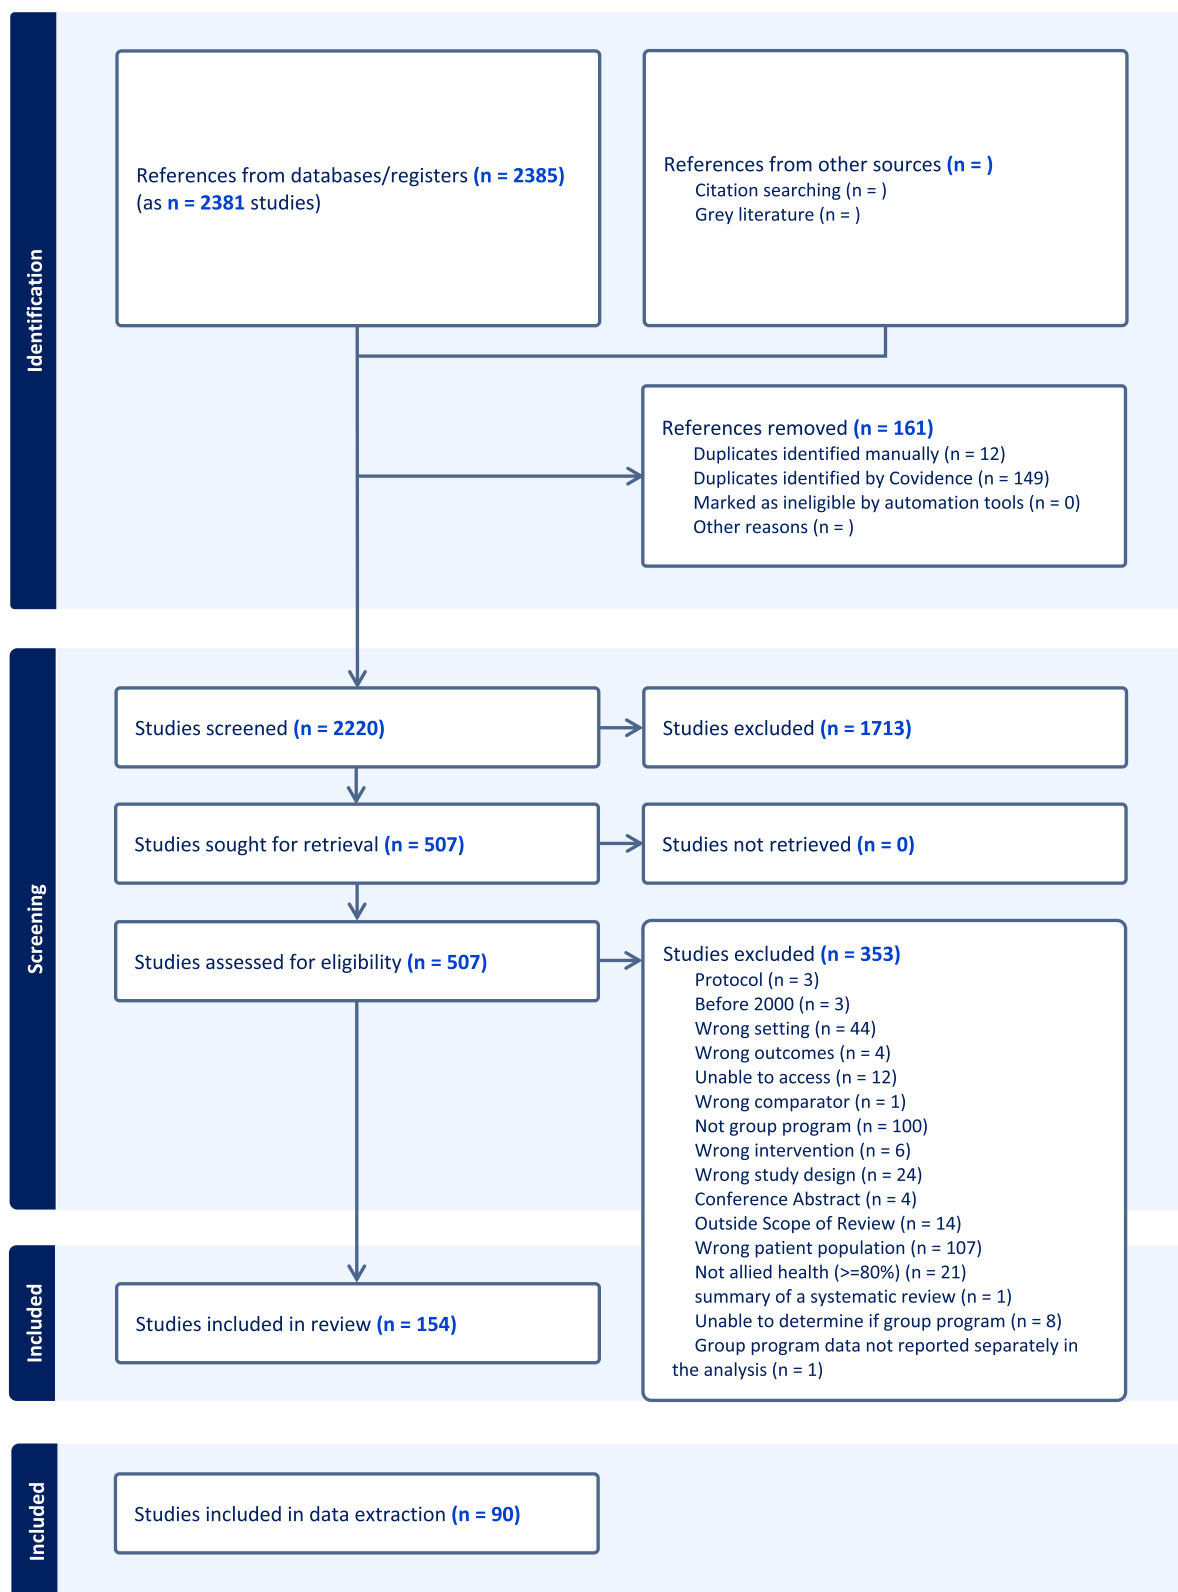 Identification
References from databases/registers (n = 2385)
(as n = 2381 studies)
References from other sources (n = )
Citation searching (n = )
Grey literature (n = )
References removed (n = 161)
Duplicates identified manually (n = 12)
Duplicates identified by Covidence (n = 149)
Marked as ineligible by automation tools (n = 0)
Other reasons (n = )
Screening
Studies screened (n = 2220)
Studies excluded (n = 1713)
Studies sought for retrieval (n = 507)
Studies not retrieved (n = 0)
Studies assessed for eligibility (n = 507)
Studies excluded (n = 353)
Protocol (n = 3)
Before 2000 (n = 3)
Wrong setting (n = 44)
Wrong outcomes (n = 4)
Unable to access (n = 12)
Wrong comparator (n = 1)
Not group program (n = 100)
Wrong intervention (n = 6)
Wrong study design (n = 24)
Conference Abstract (n = 4)
Outside Scope of Review (n = 14)
Wrong patient population (n = 107)
Not allied health (>=80%) (n = 21)
summary of a systematic review (n = 1)
Unable to determine if group program (n = 8)
Group program data not reported separately in
the analysis (n = 1)
Included
Studies included in review (n = 154)
Included
Studies included in data extraction (n = 90)